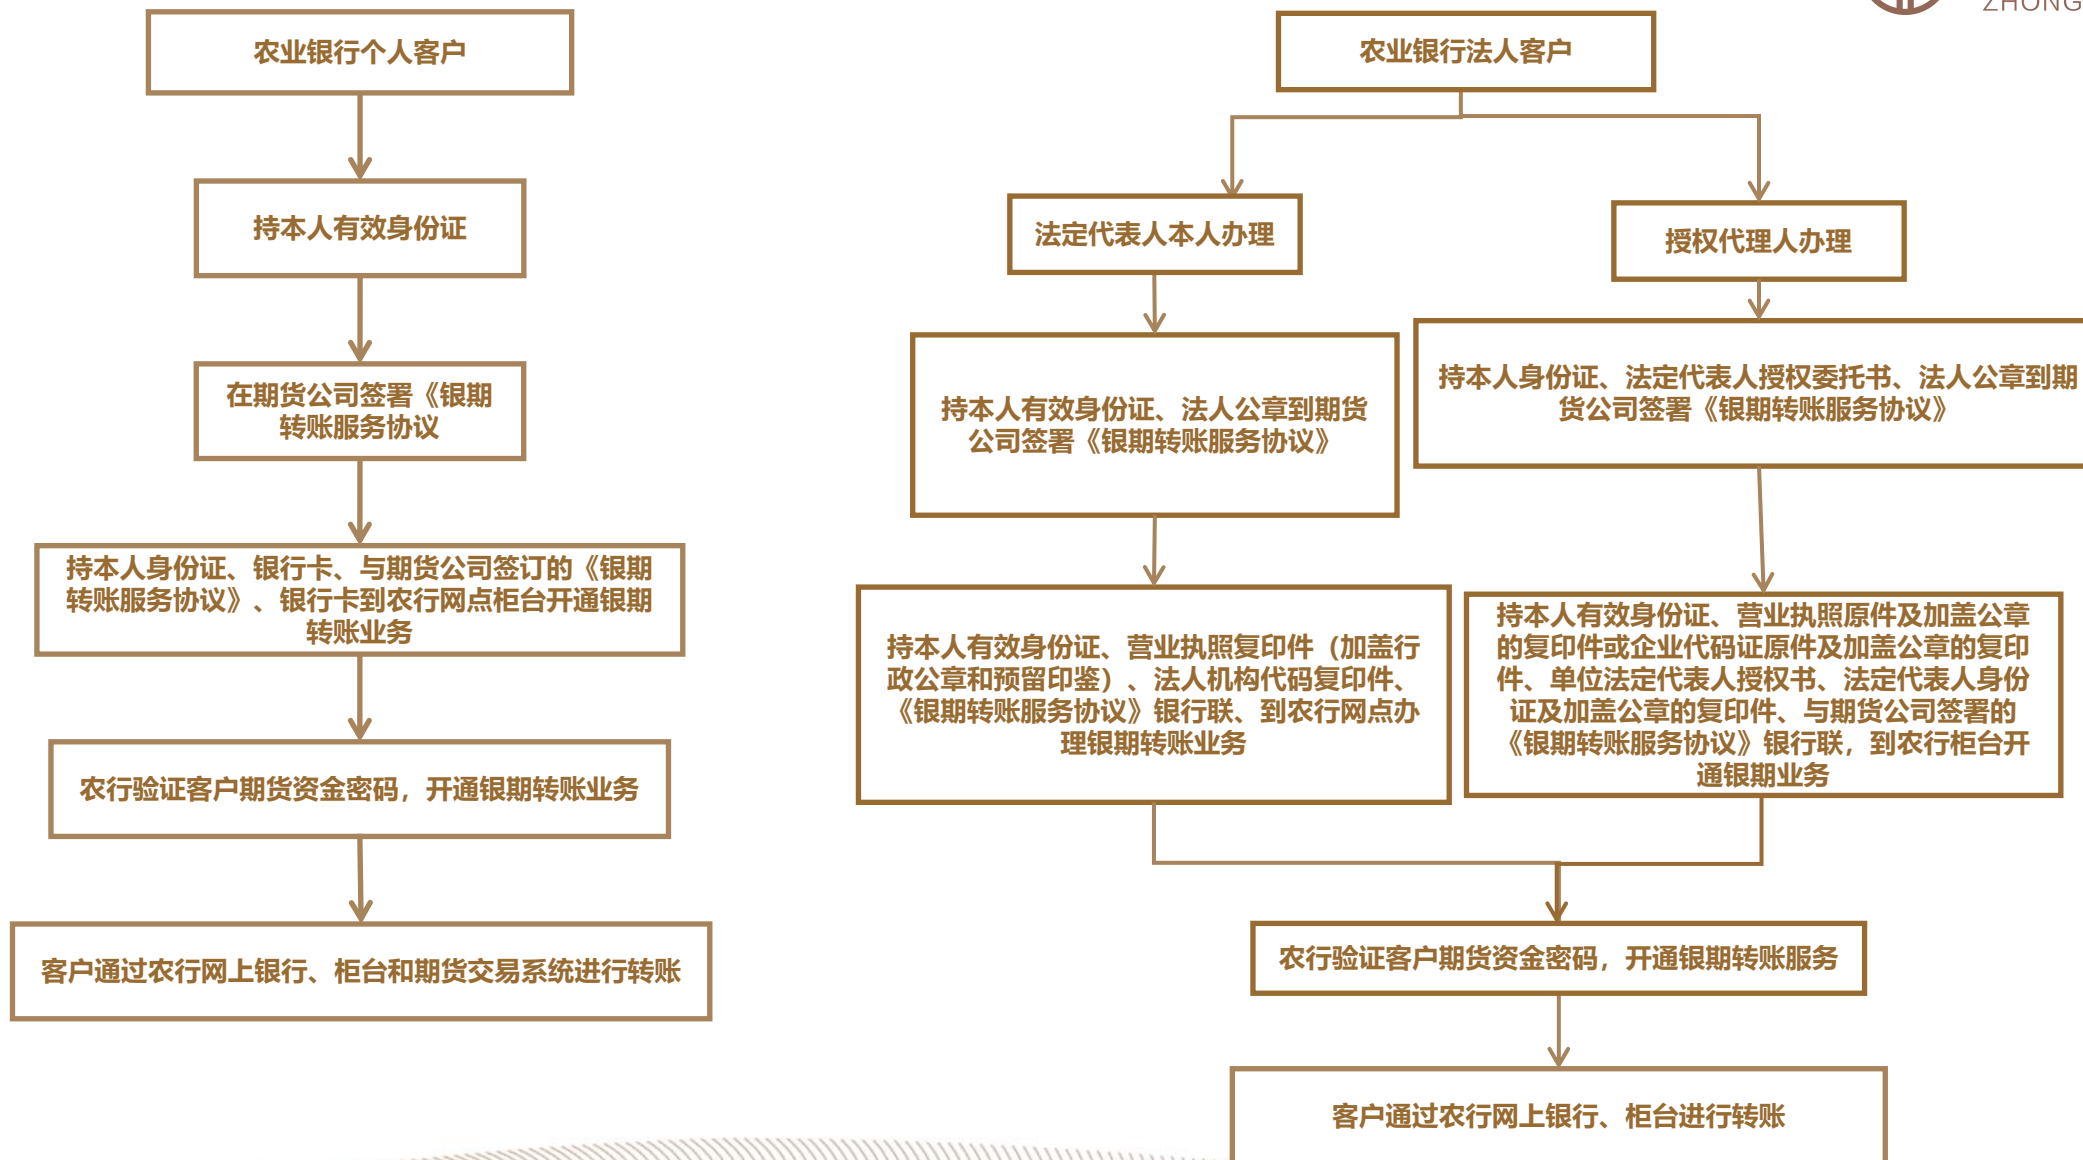 农业银行个人客户
持本人有效身份证
在期货公司签署《银期
转账服务协议
持本人身份证、银行卡、与期货公司签订的《银期
转账服务协议》、银行卡到农行网点柜台开通银期
转账业务
农行验证客户期货资金密码，开通银期转账业务
客户通过农行网上银行、柜台和期货交易系统进行转账
ZHONG
农业银行法人客户
法定代表人本人办理
持本人有效身份证、法人公章到期货
公司签署《银期转账服务协议》
持本人有效身份证、营业执照复印件（加盖行
政公章和预留印鉴）、法人机构代码复印件、
《银期转账服务协议》银行联、到农行网点办
理银期转账业务
授权代理人办理
持本人身份证、法定代表人授权委托书、法人公章到期
货公司签署《银期转账服务协议》
持本人有效身份证、营业执照原件及加盖公章
的复印件或企业代码证原件及加盖公章的复印
件、单位法定代表人授权书、法定代表人身份
证及加盖公章的复印件、与期货公司签署的
《银期转账服务协议》银行联，到农行柜台开
通银期业务
农行验证客户期货资金密码，开通银期转账服务
客户通过农行网上银行、柜台进行转账